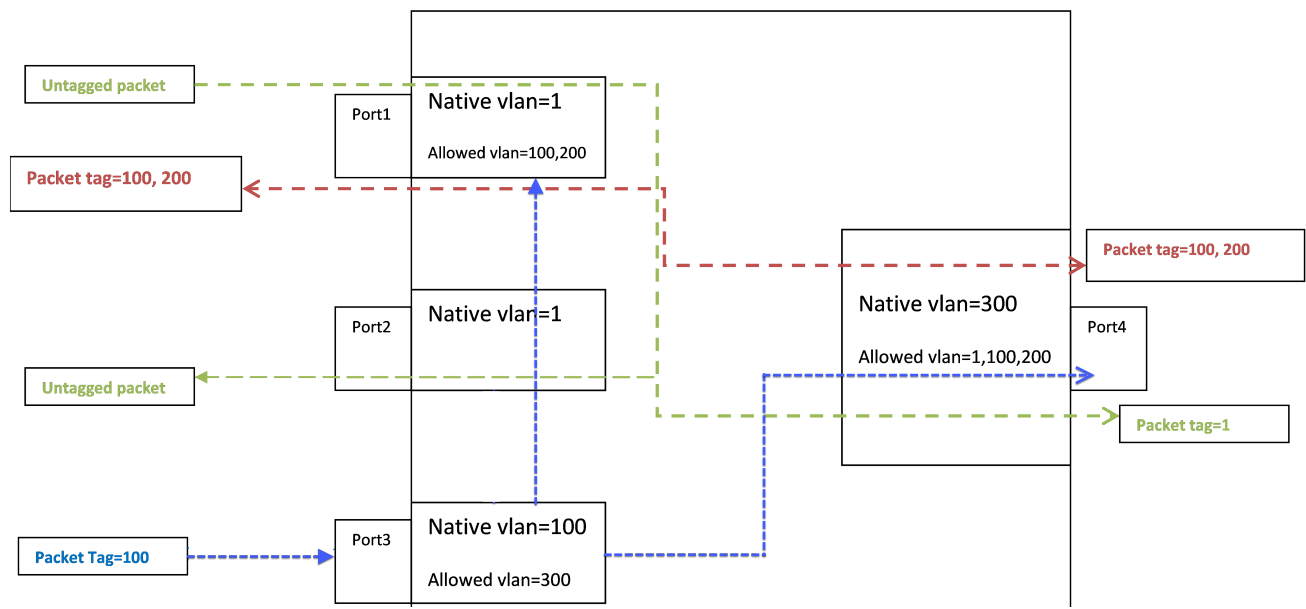 Untagged packet
Port1
Native vlan=1
Allowed vlan=100,200
Packet tag=100, 200
Packet tag=100, 200
Port2
Native vlan=1
Native vlan=300
Allowed vlan=1,100,200
Port4
Untagged packet
Packet tag=1
Packet Tag=100
Port3
Native vlan=100
Allowed vlan=300